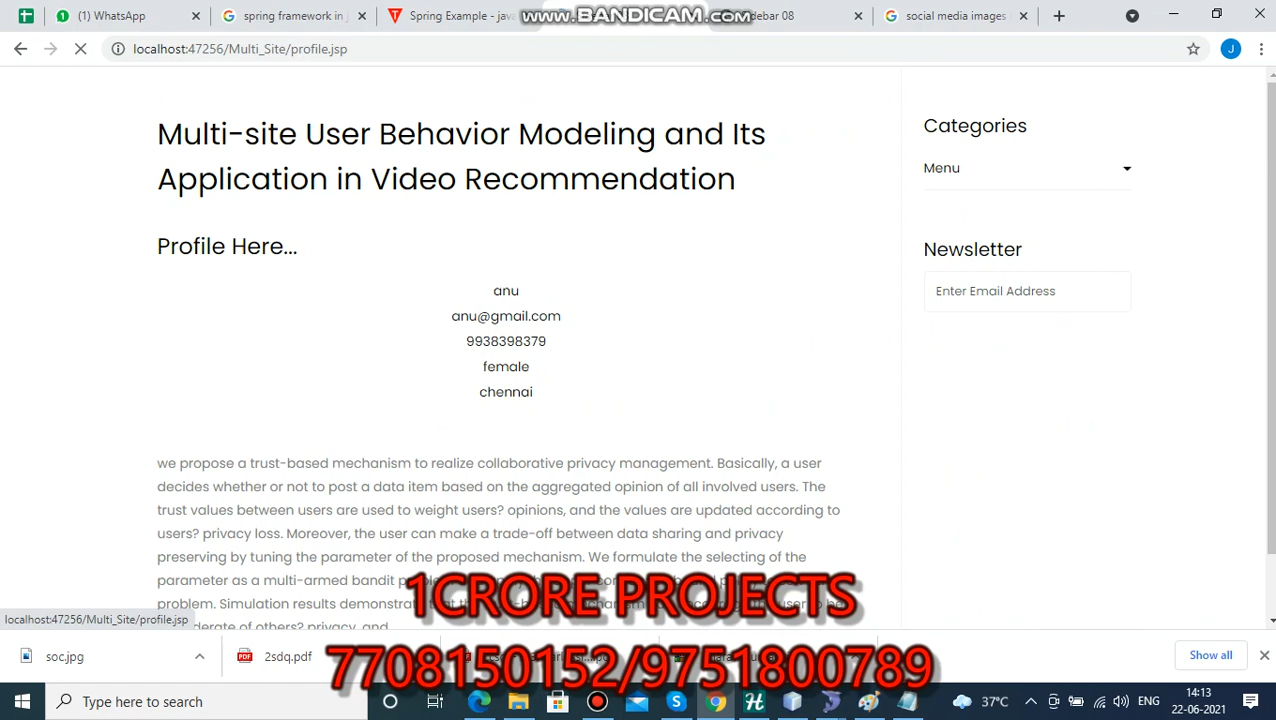 (1) WhatsApp
spring framework in j
Spring Example - jav
www.BANDICAM.com
debar 08
social media images
localhost:47256/Multi_Site/profile.jsp
J
Multi-site User Behavior Modeling and Its
Application in Video Recommendation
Categories
Menu
Newsletter
Enter Email Address
Profile Here...
anu
anu@gmail.com
9938398379
female
chennai
we propose a trust-based mechanism to realize collaborative privacy management. Basically, a user
decides whether or not to post a data item based on the aggregated opinion of all involved users. The
trust values between users are used to weight users? opinions, and the values are updated according to
users? privacy loss. Moreover, the user can make a trade-off between data sharing and privacy
preserving by tuning the parameter of the proposed mechanism. We formulate the selecting of the
parameter as a multi-armed bandit
problem. Simulation results demonstrat
derate of others? privacy, and
1CRORE PROJECTS
7708150152/9751800789
localhost:47256/Multi_Site/profile.jsp
soc.jpg
2sdq.pdf
Show all
Type here to search
37°C
ENG
14:13
22-06-2021